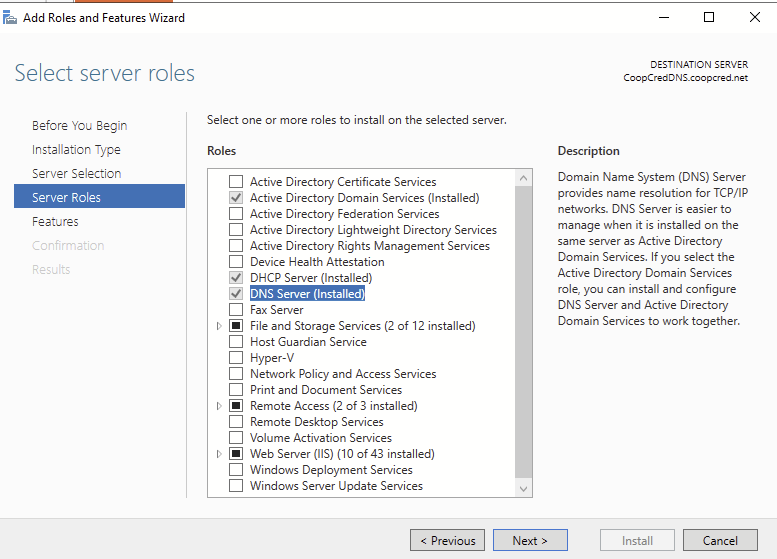 Add Roles and Features Wizard
Select server roles
DESTINATION SERVER
CoopCredDNS.coopcred.net
Before You Begin
Installation Type
Server Selection
Server Roles
Features
Confirmation
Results
Select one or more roles to install on the selected server.
Roles
Active Directory Certificate Services
Active Directory Domain Services (Installed)
Active Directory Federation Services
Active Directory Lightweight Directory Services
Active Directory Rights Management Services
Device Health Attestation
DHCP Server (Installed)
DNS Server (Installed)
Fax Server
File and Storage Services (2 of 12 installed)
Host Guardian Service
Hyper-V
Network Policy and Access Services
Print and Document Services
Remote Access (2 of 3 installed)
Remote Desktop Services
Volume Activation Services
Web Server (IIS) (10 of 43 installed)
Windows Deployment Services
Windows Server Update Services
Description
Domain Name System (DNS) Server
provides name resolution for TCP/IP
networks. DNS Server is easier to
manage when it is installed on the
same server as Active Directory
Domain Services. If you select the
Active Directory Domain Services
role, you can install and configure
DNS Server and Active Directory
Domain Services to work together.
< Previous
Next >
Install
Cancel